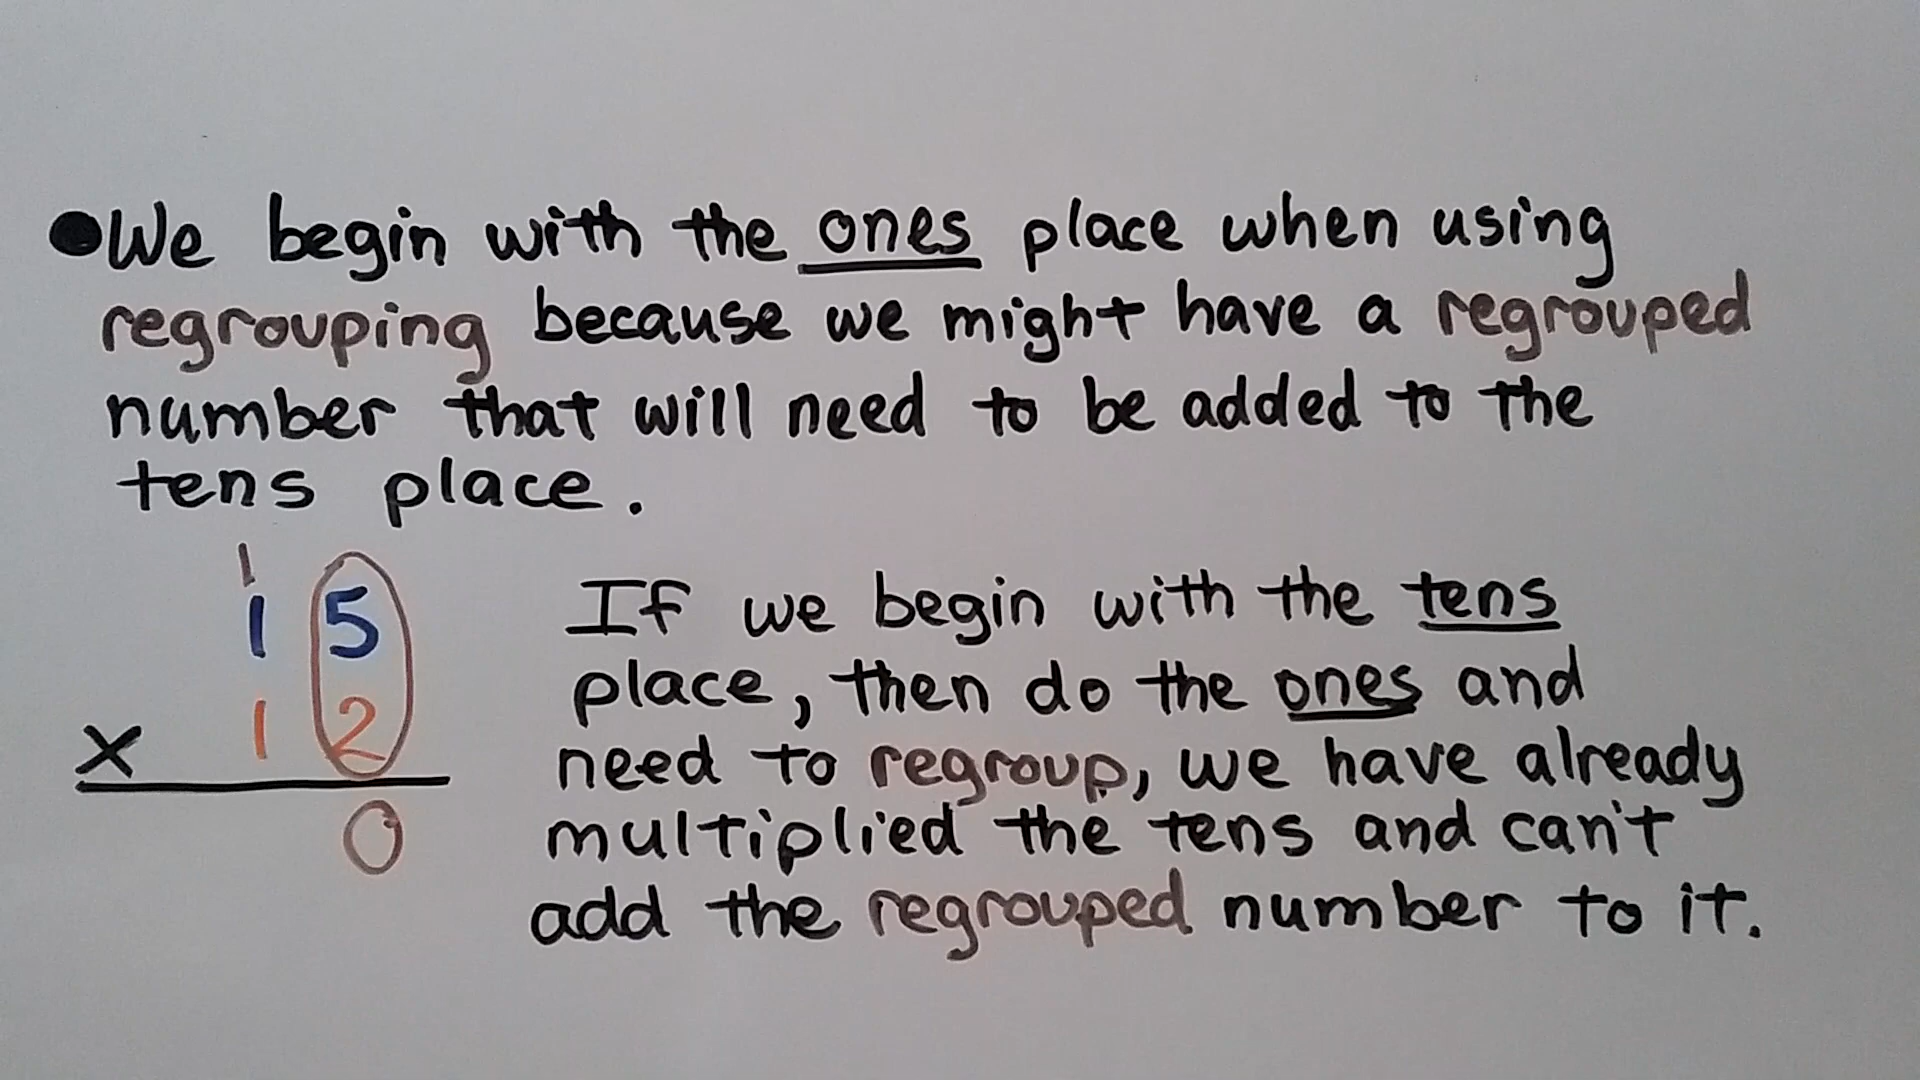 ●We begin with the ones place when using
regrouping because we might have a regrouped
number that will need to be added to the
tens place.
1
1 5
x 1 2
0
If we begin with the tens
place, then do the ones and
need to regroup, we have already
multiplied the tens and can't
add the regrouped number to it.